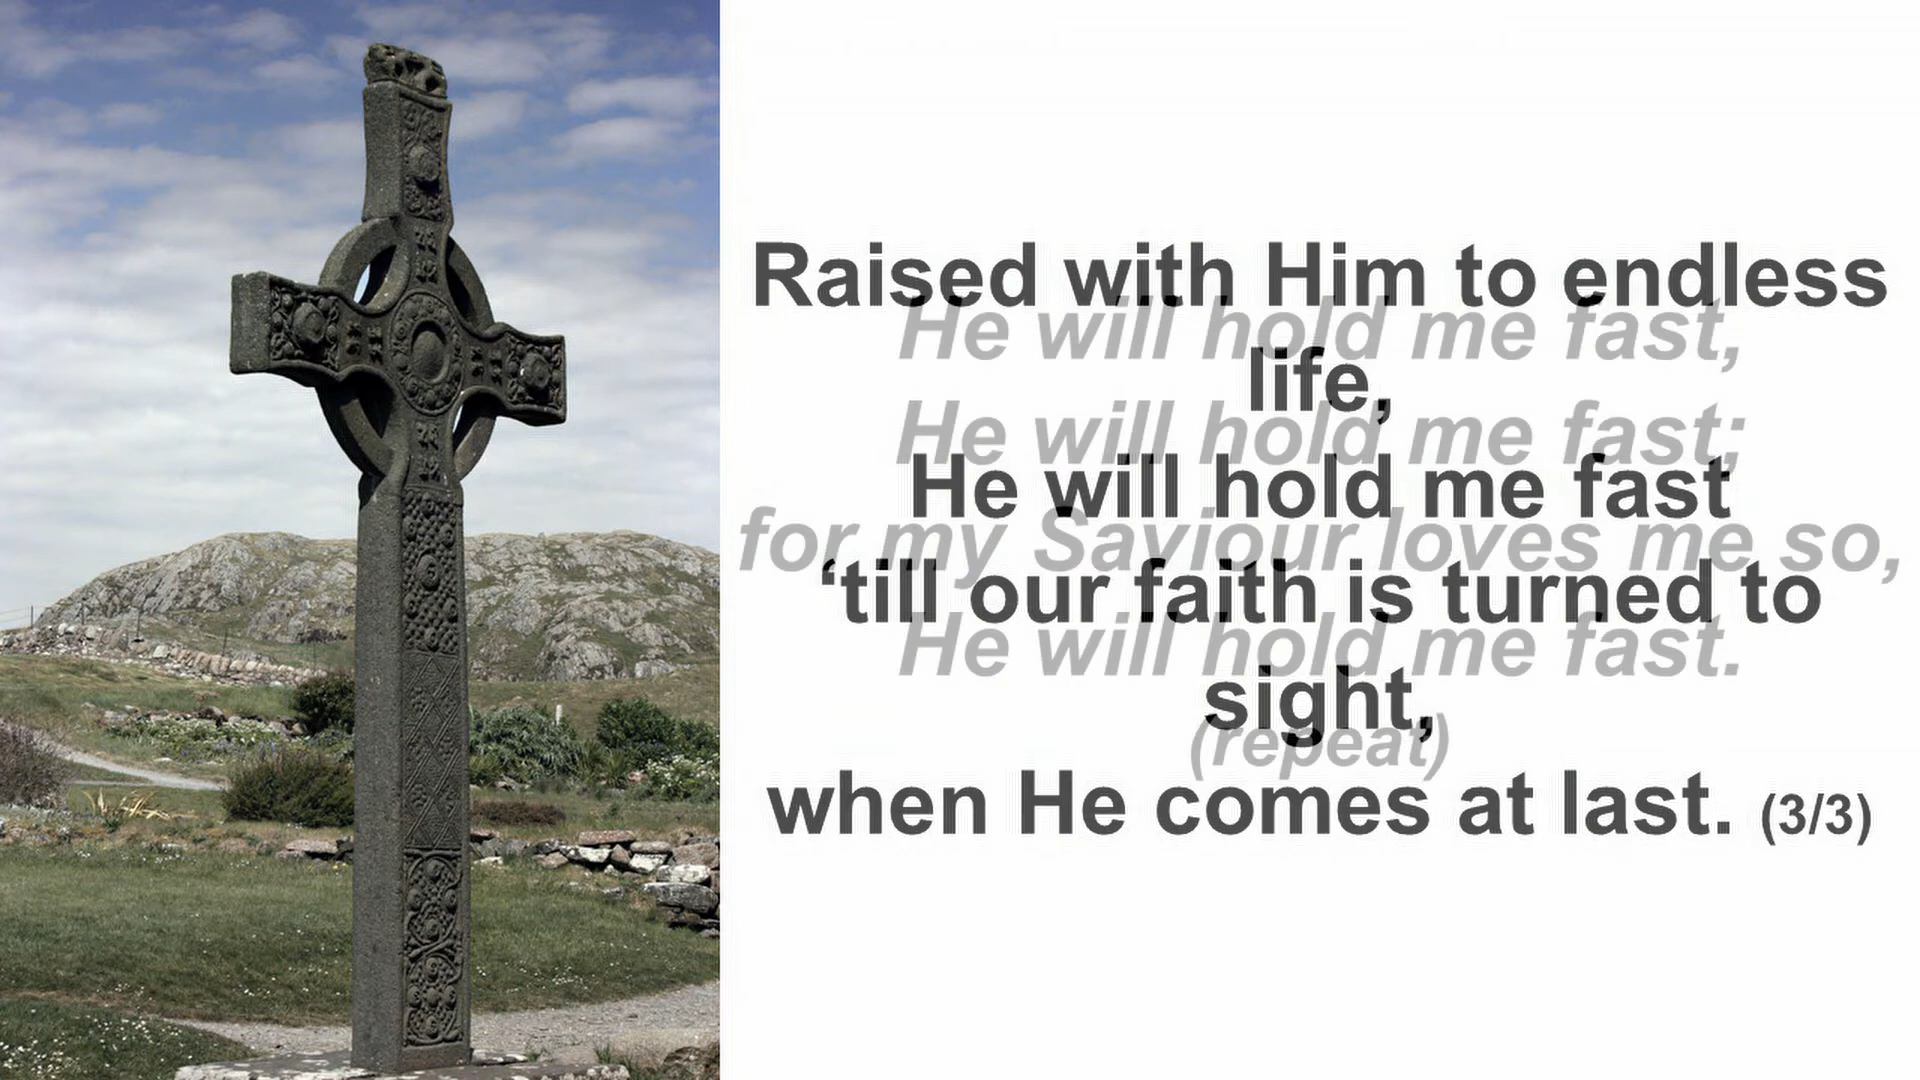 Raised with Him to endless
He will hold me fast,
life,
He will hold me fast;
He will hold me fast
for my Saviour loves me so,
‘till our faith is turned to
He will hold me fast.
sight,
(repeat)
when He comes at last. (3/3)